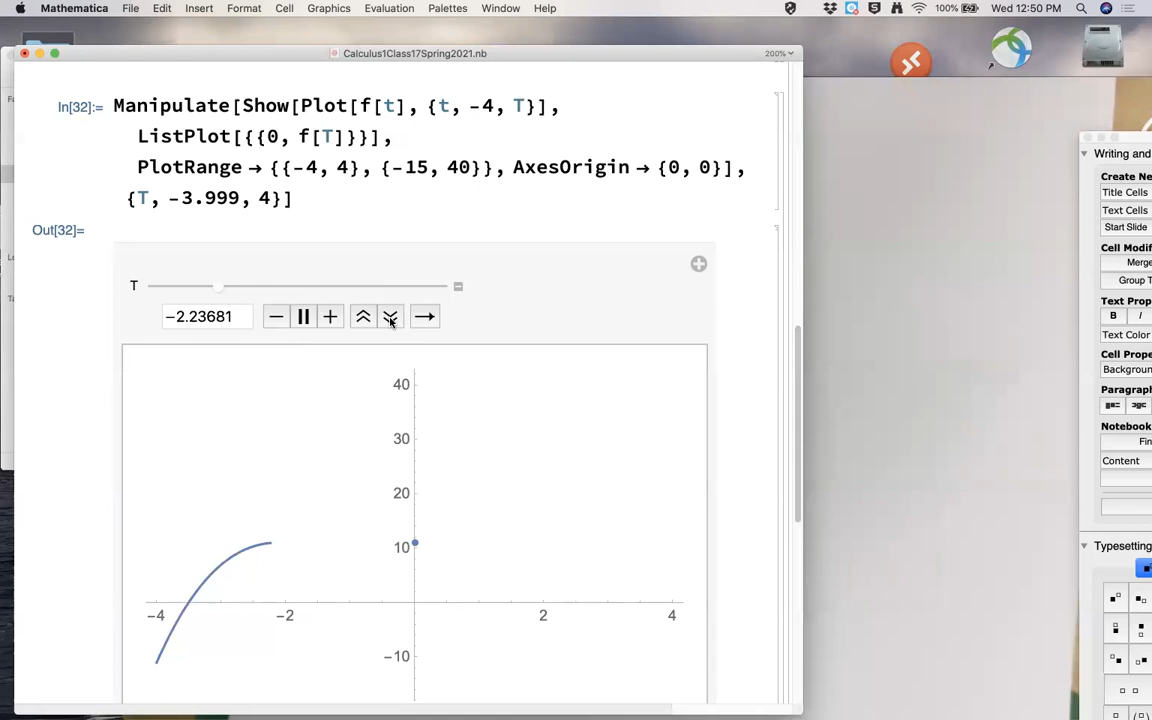 Mathematica File Edit Insert Format Cell Graphics Evaluation Palettes Window Help 100% Wed 12:50 PM
Calculus1Class17Spring2021.nb
200%
In[32]:= Manipulate[Show[Plot[f[t], {t, -4, T}],
ListPlot[{{0, f[T]}}],
PlotRange → {{-4, 4}, {-15, 40}}, AxesOrigin → {0, 0}],
{T, -3.999, 4}]
Out[32]=
T
-2.23681
40
30
20
10
-4 -2 2 4
-10
Writing and
Create Ne
Title Cells
Text Cells
Start Slide
Cell Modif
Merge
Group T
Text Prop
B I
Text Color
Cell Prope
Backgroun
Paragraph
Notebook
Fin
Content
Typesetting